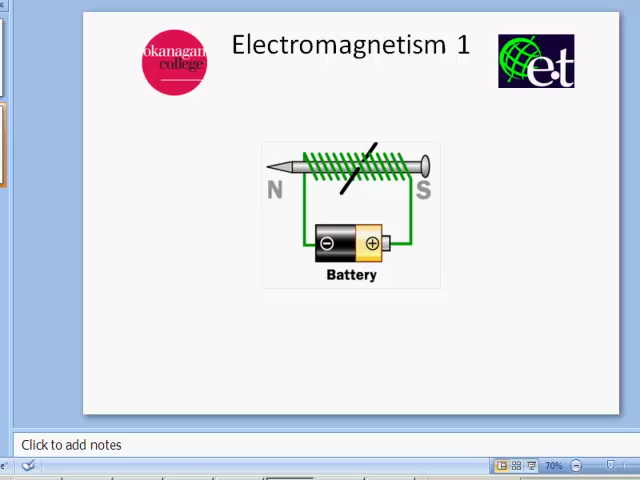 Electromagnetism 1
okanagan
college
e.t
N
S
Battery
Click to add notes
70%